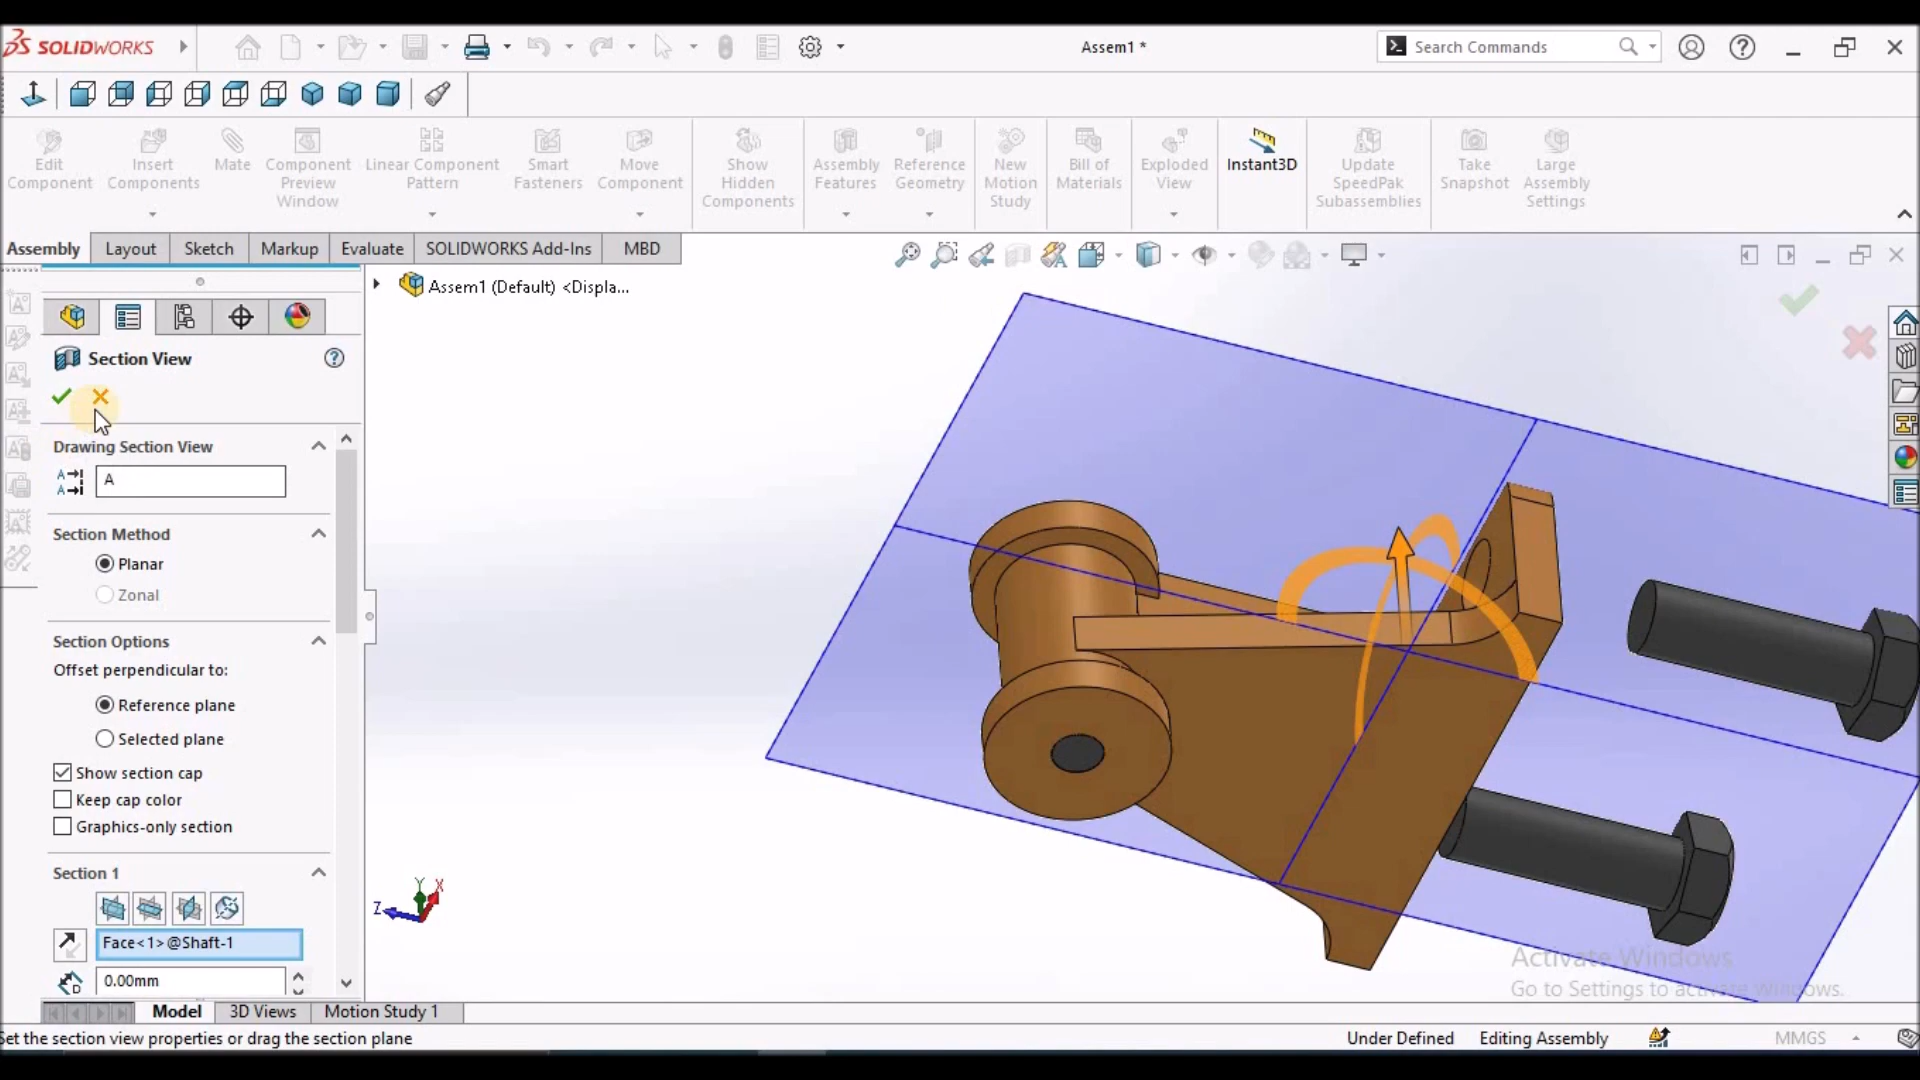 SOLIDWORKS
Assem1 *
Search Commands
Edit Component
Insert Components
Mate
Component Preview Window
Linear Component Pattern
Smart Fasteners
Move Component
Show Hidden Components
Assembly Features
Reference Geometry
New Motion Study
Bill of Materials
Exploded View
Instant3D
Update SpeedPak Subassemblies
Take Snapshot
Large Assembly Settings
Assembly
Layout
Sketch
Markup
Evaluate
SOLIDWORKS Add-Ins
MBD
Assem1 (Default) <Displa...
Section View
Drawing Section View
A
Section Method
Planar
Zonal
Section Options
Offset perpendicular to:
Reference plane
Selected plane
Show section cap
Keep cap color
Graphics-only section
Section 1
Face<1>@Shaft-1
0.00mm
Y
X
Z
Activate Windows
Go to Settings to activate Windows.
Model
3D Views
Motion Study 1
Set the section view properties or drag the section plane
Under Defined
Editing Assembly
MMGS